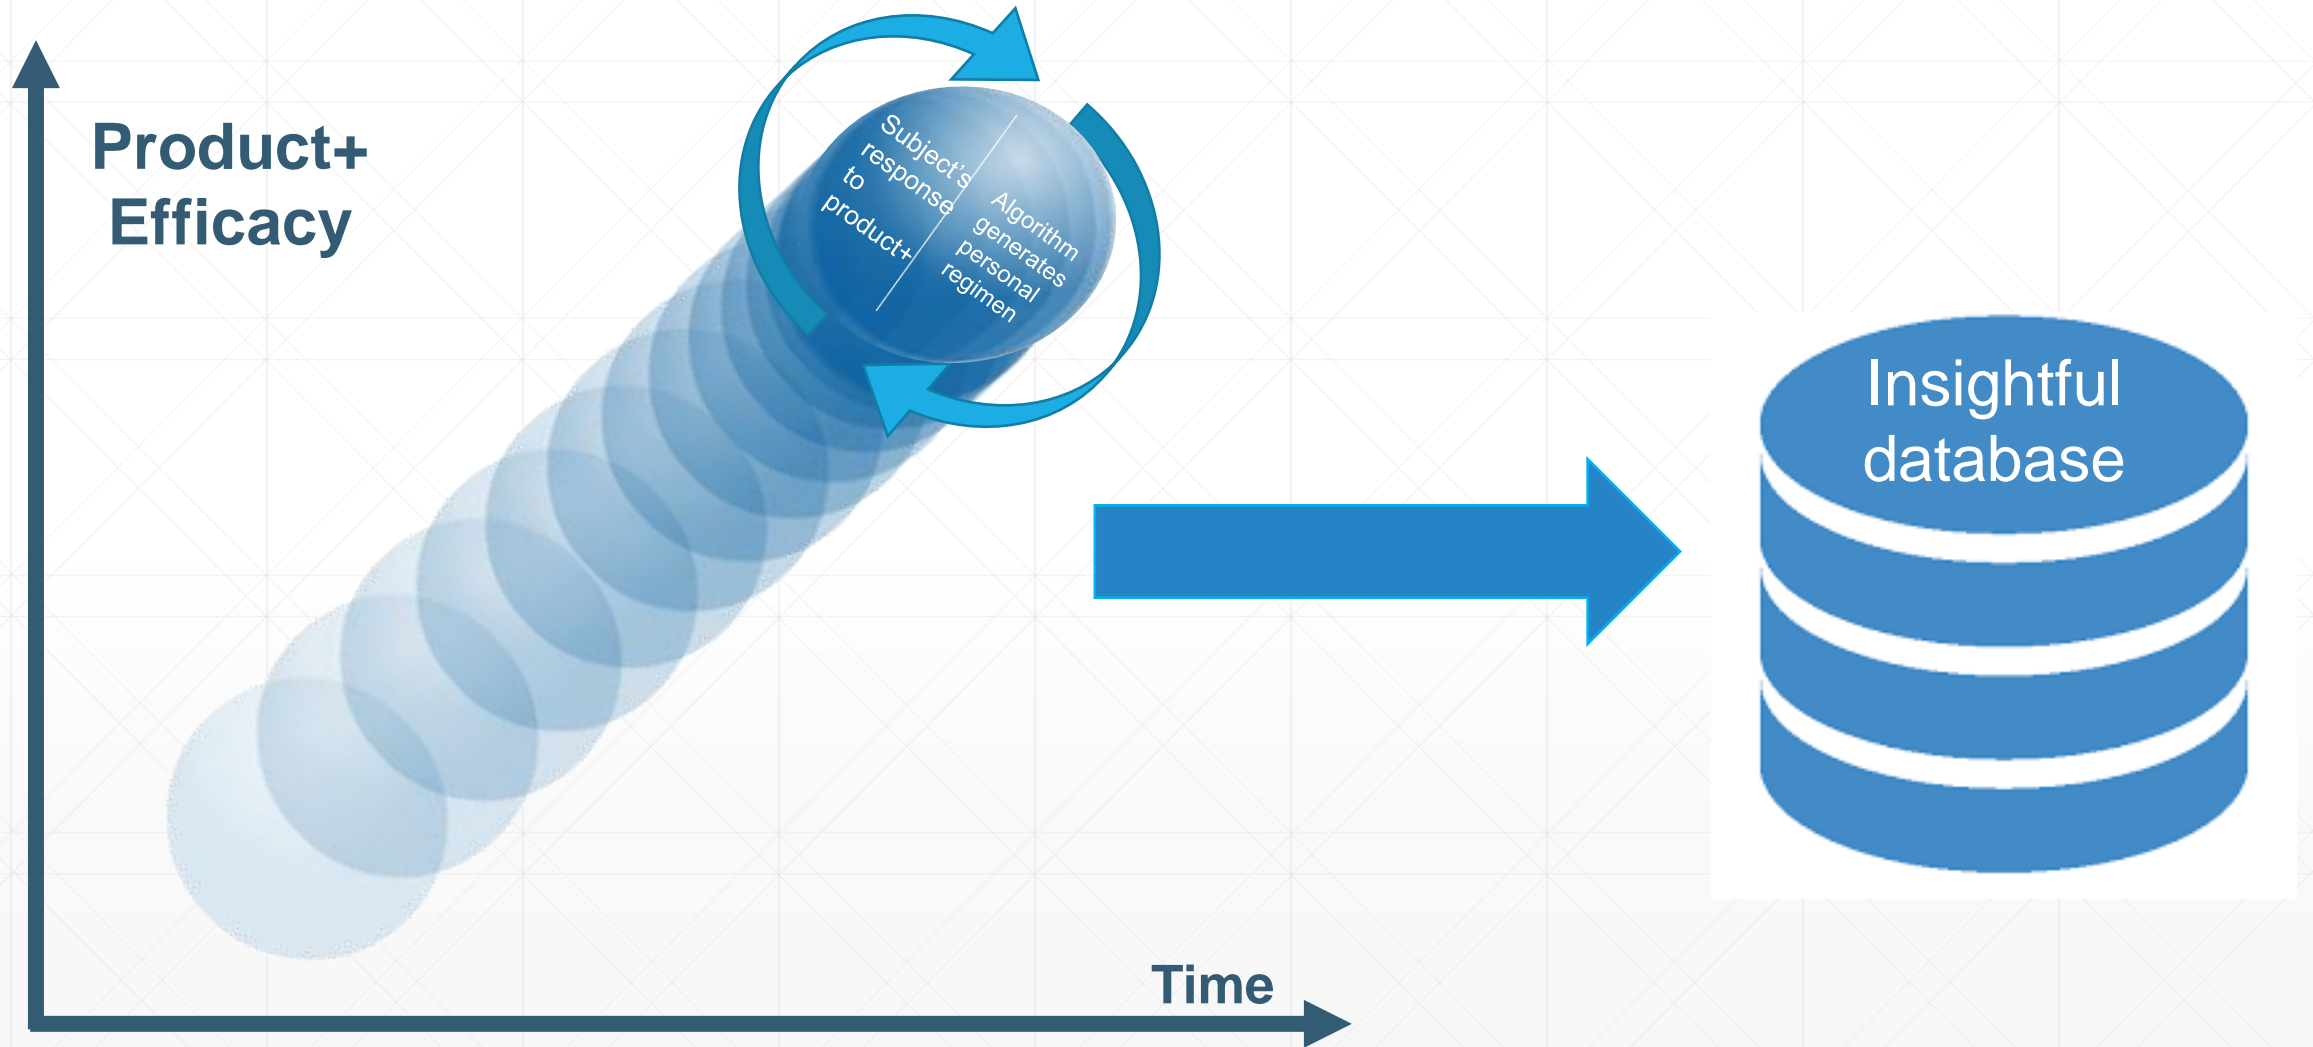 Product+
Efficacy
Subject's
response
to
product+
Algorithm
generates
personal
regimen
Insightful
database
Time